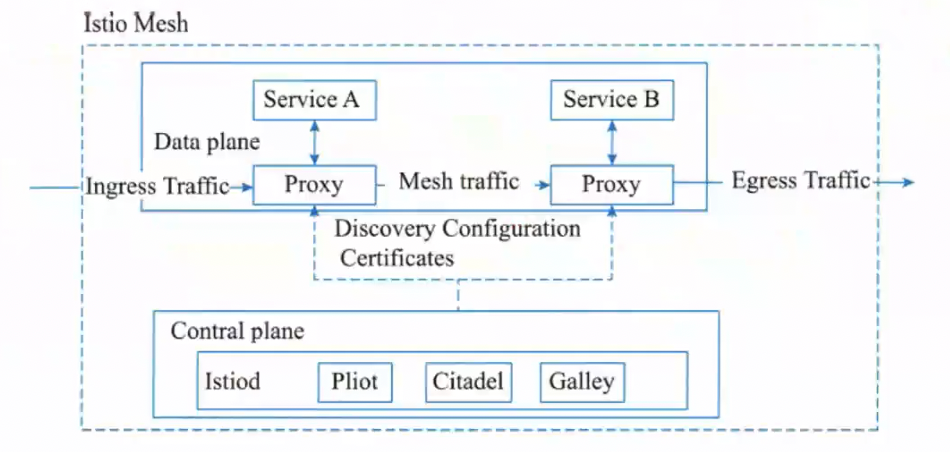 Istio Mesh
Service A
Service B
Data plane
Ingress Traffic
Proxy
Mesh traffic
Proxy
Egress Traffic
Discovery Configuration
Certificates
Contral plane
Istiod
Pliot
Citadel
Galley